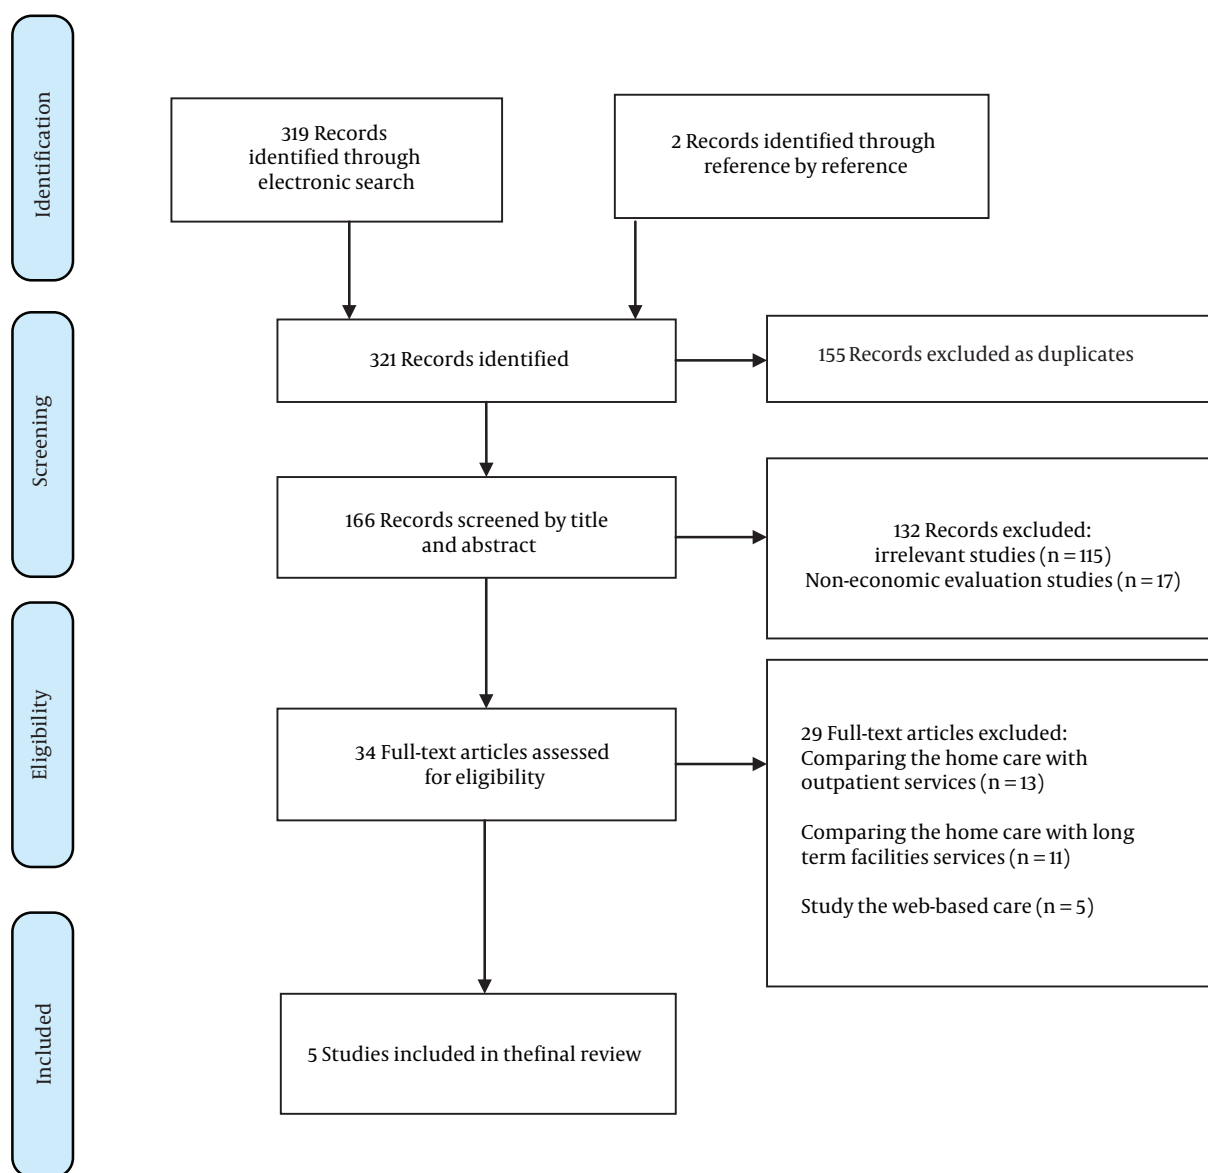 Identification
319 Records
identified through
electronic search
2 Records identified through
reference by reference
Screening
321 Records identified
155 Records excluded as duplicates
166 Records screened by title
and abstract
132 Records excluded:
irrelevant studies (n = 115)
Non-economic evaluation studies (n = 17)
Eligibility
34 Full-text articles assessed
for eligibility
29 Full-text articles excluded:
Comparing the home care with
outpatient services (n = 13)
Comparing the home care with long
term facilities services (n = 11)
Study the web-based care (n = 5)
Included
5 Studies included in thefinal review